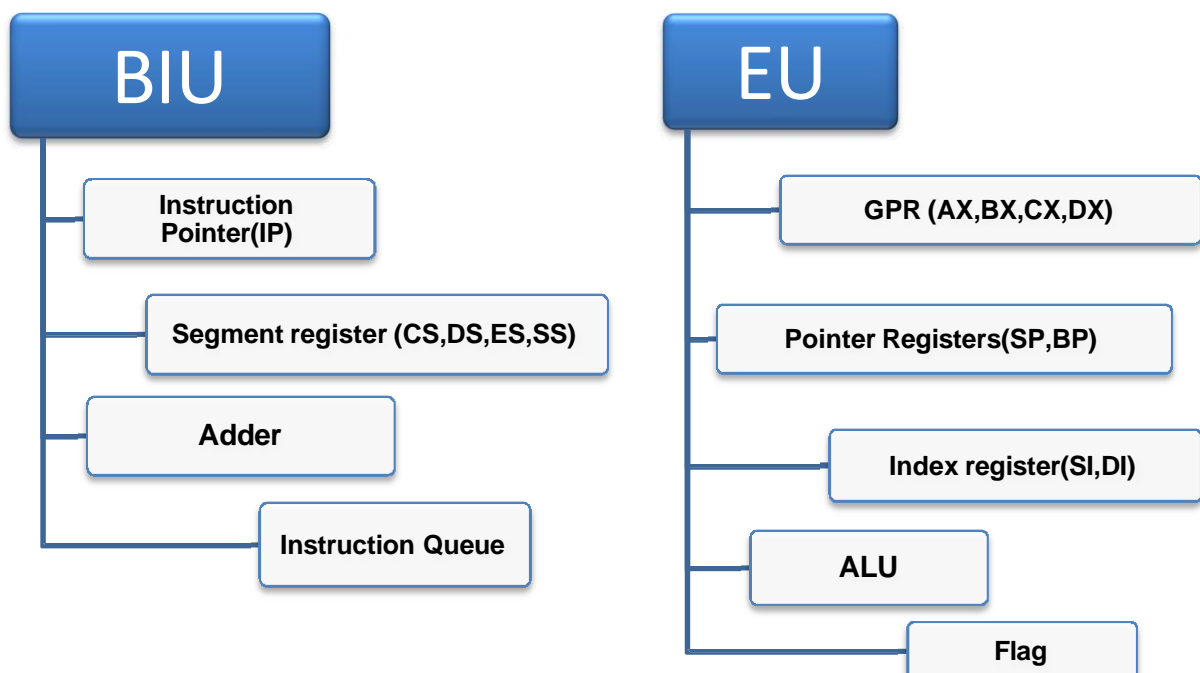 BIU
Instruction
Pointer(IP)
Segment register (CS,DS,ES,SS)
Adder
Instruction Queue
EU
GPR (AX,BX,CX,DX)
Pointer Registers(SP,BP)
Index register(SI,DI)
ALU
Flag